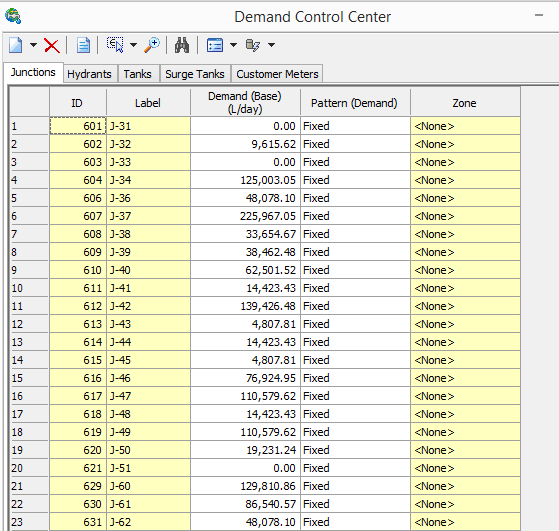 Demand Control Center
Junctions Hydrants Tanks Surge Tanks Customer Meters
ID Label Demand (Base) (L/day) Pattern (Demand) Zone
1 601 J-31 0.00 Fixed <None>
2 602 J-32 9,615.62 Fixed <None>
3 603 J-33 0.00 Fixed <None>
4 604 J-34 125,003.05 Fixed <None>
5 606 J-36 48,078.10 Fixed <None>
6 607 J-37 225,967.05 Fixed <None>
7 608 J-38 33,654.67 Fixed <None>
8 609 J-39 38,462.48 Fixed <None>
9 610 J-40 62,501.52 Fixed <None>
10 611 J-41 14,423.43 Fixed <None>
11 612 J-42 139,426.48 Fixed <None>
12 613 J-43 4,807.81 Fixed <None>
13 614 J-44 14,423.43 Fixed <None>
14 615 J-45 4,807.81 Fixed <None>
15 616 J-46 76,924.95 Fixed <None>
16 617 J-47 110,579.62 Fixed <None>
17 618 J-48 14,423.43 Fixed <None>
18 619 J-49 110,579.62 Fixed <None>
19 620 J-50 19,231.24 Fixed <None>
20 621 J-51 0.00 Fixed <None>
21 629 J-60 129,810.86 Fixed <None>
22 630 J-61 86,540.57 Fixed <None>
23 631 J-62 48,078.10 Fixed <None>